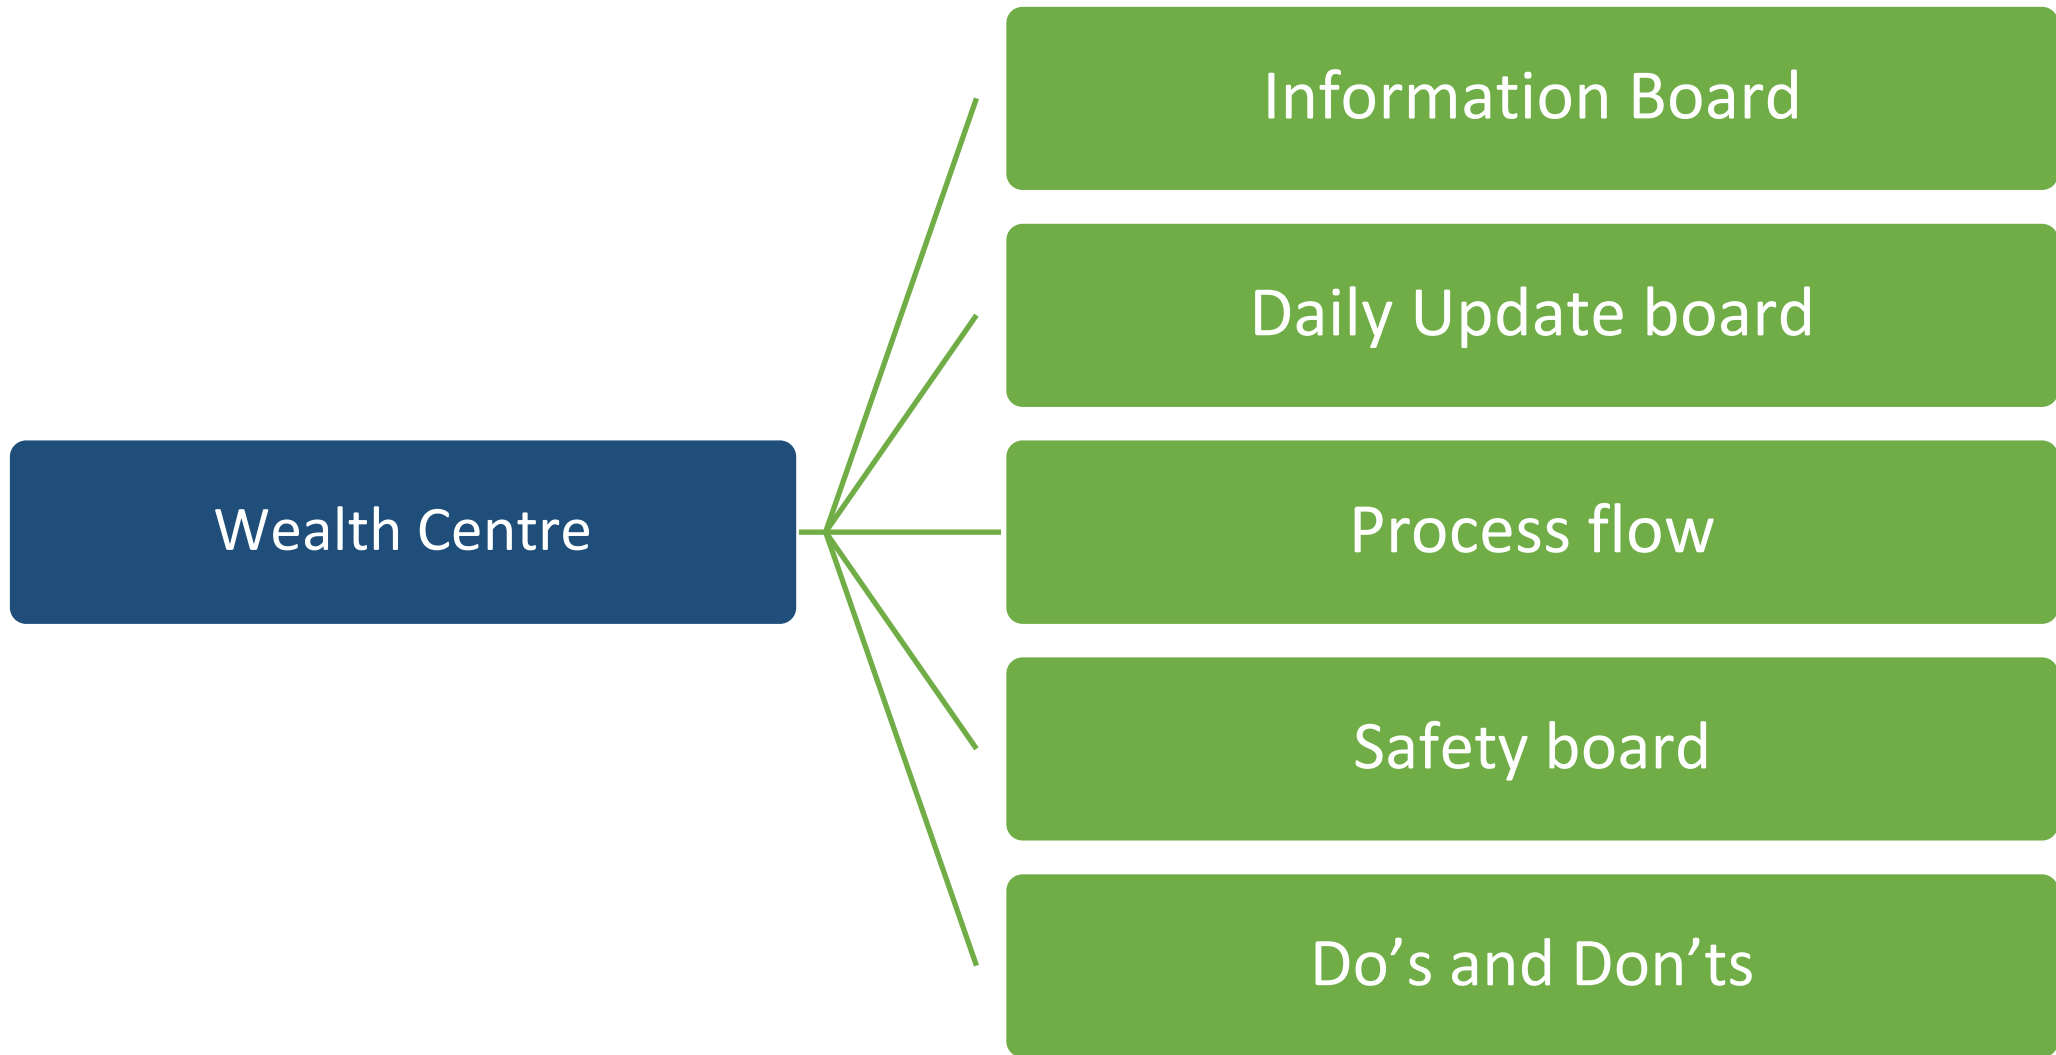 Information Board
Daily Update board
Wealth Centre
Process flow
Safety board
Do’s and Don’ts